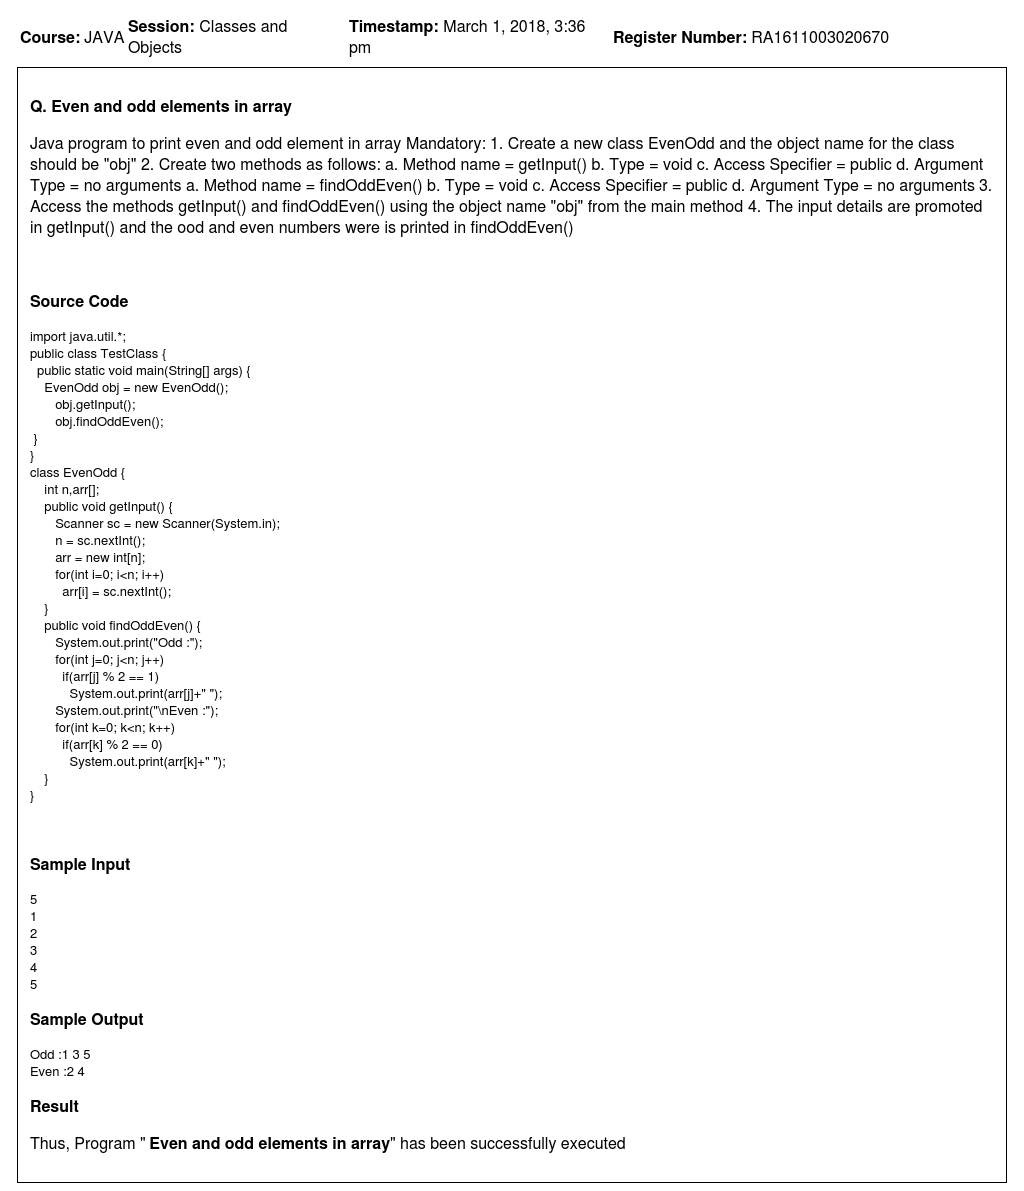 Course: JAVA Session: Classes and Objects Timestamp: March 1, 2018, 3:36 pm Register Number: RA1611003020670
Q. Even and odd elements in array
Java program to print even and odd element in array Mandatory: 1. Create a new class EvenOdd and the object name for the class
should be "obj" 2. Create two methods as follows: a. Method name = getInput() b. Type = void c. Access Specifier = public d. Argument
Type = no arguments a. Method name = findOddEven() b. Type = void c. Access Specifier = public d. Argument Type = no arguments 3.
Access the methods getInput() and findOddEven() using the object name "obj" from the main method 4. The input details are promoted
in getInput() and the ood and even numbers were is printed in findOddEven()
Source Code
import java.util.*;
public class TestClass {
  public static void main(String[] args) {
    EvenOdd obj = new EvenOdd();
       obj.getInput();
       obj.findOddEven();
 }
}
class EvenOdd {
    int n,arr[];
    public void getInput() {
       Scanner sc = new Scanner(System.in);
       n = sc.nextInt();
       arr = new int[n];
       for(int i=0; i<n; i++)
         arr[i] = sc.nextInt();
    }
    public void findOddEven() {
       System.out.print("Odd :");
       for(int j=0; j<n; j++)
         if(arr[j] % 2 == 1)
           System.out.print(arr[j]+" ");
       System.out.print("\nEven :");
       for(int k=0; k<n; k++)
         if(arr[k] % 2 == 0)
           System.out.print(arr[k]+" ");
    }
}
Sample Input
5
1
2
3
4
5
Sample Output
Odd :1 3 5
Even :2 4
Result
Thus, Program " Even and odd elements in array" has been successfully executed